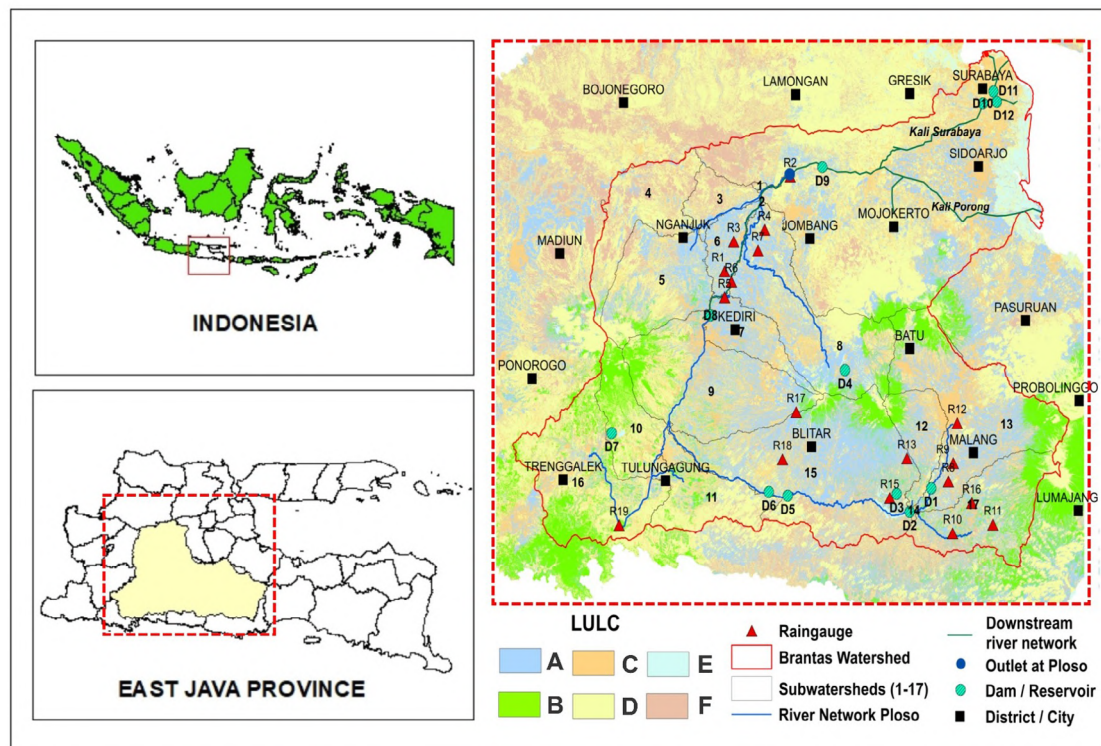 INDONESIA
EAST JAVA PROVINCE
BOJONEGORO
LAMONGAN
GRESIK
SURABAYA
D11
D10
D12
Kali Surabaya
SIDOARJO
R2
D9
1
2
3
4
Kali Porong
MOJOKERTO
NGANJUK
R4
R3
6
R7
JOMBANG
MADIUN
5
R1
R6
R5
D8
KEDIRI
7
PASURUAN
BATU
8
D4
PONOROGO
PROBOLINGGO
9
R17
R12
12
13
10
D7
BLITAR
MALANG
R18
R13
R9
15
TRENGGALEK
16
TULUNGAGUNG
R8
11
D6
D5
R15
D3
D1
R16
17
LUMAJANG
14
D2
R19
R10
R11
LULC
A
C
E
B
D
F
Raingauge
Brantas Watershed
Subwatersheds (1-17)
River Network Ploso
Downstream
river network
Outlet at Ploso
Dam / Reservoir
District / City